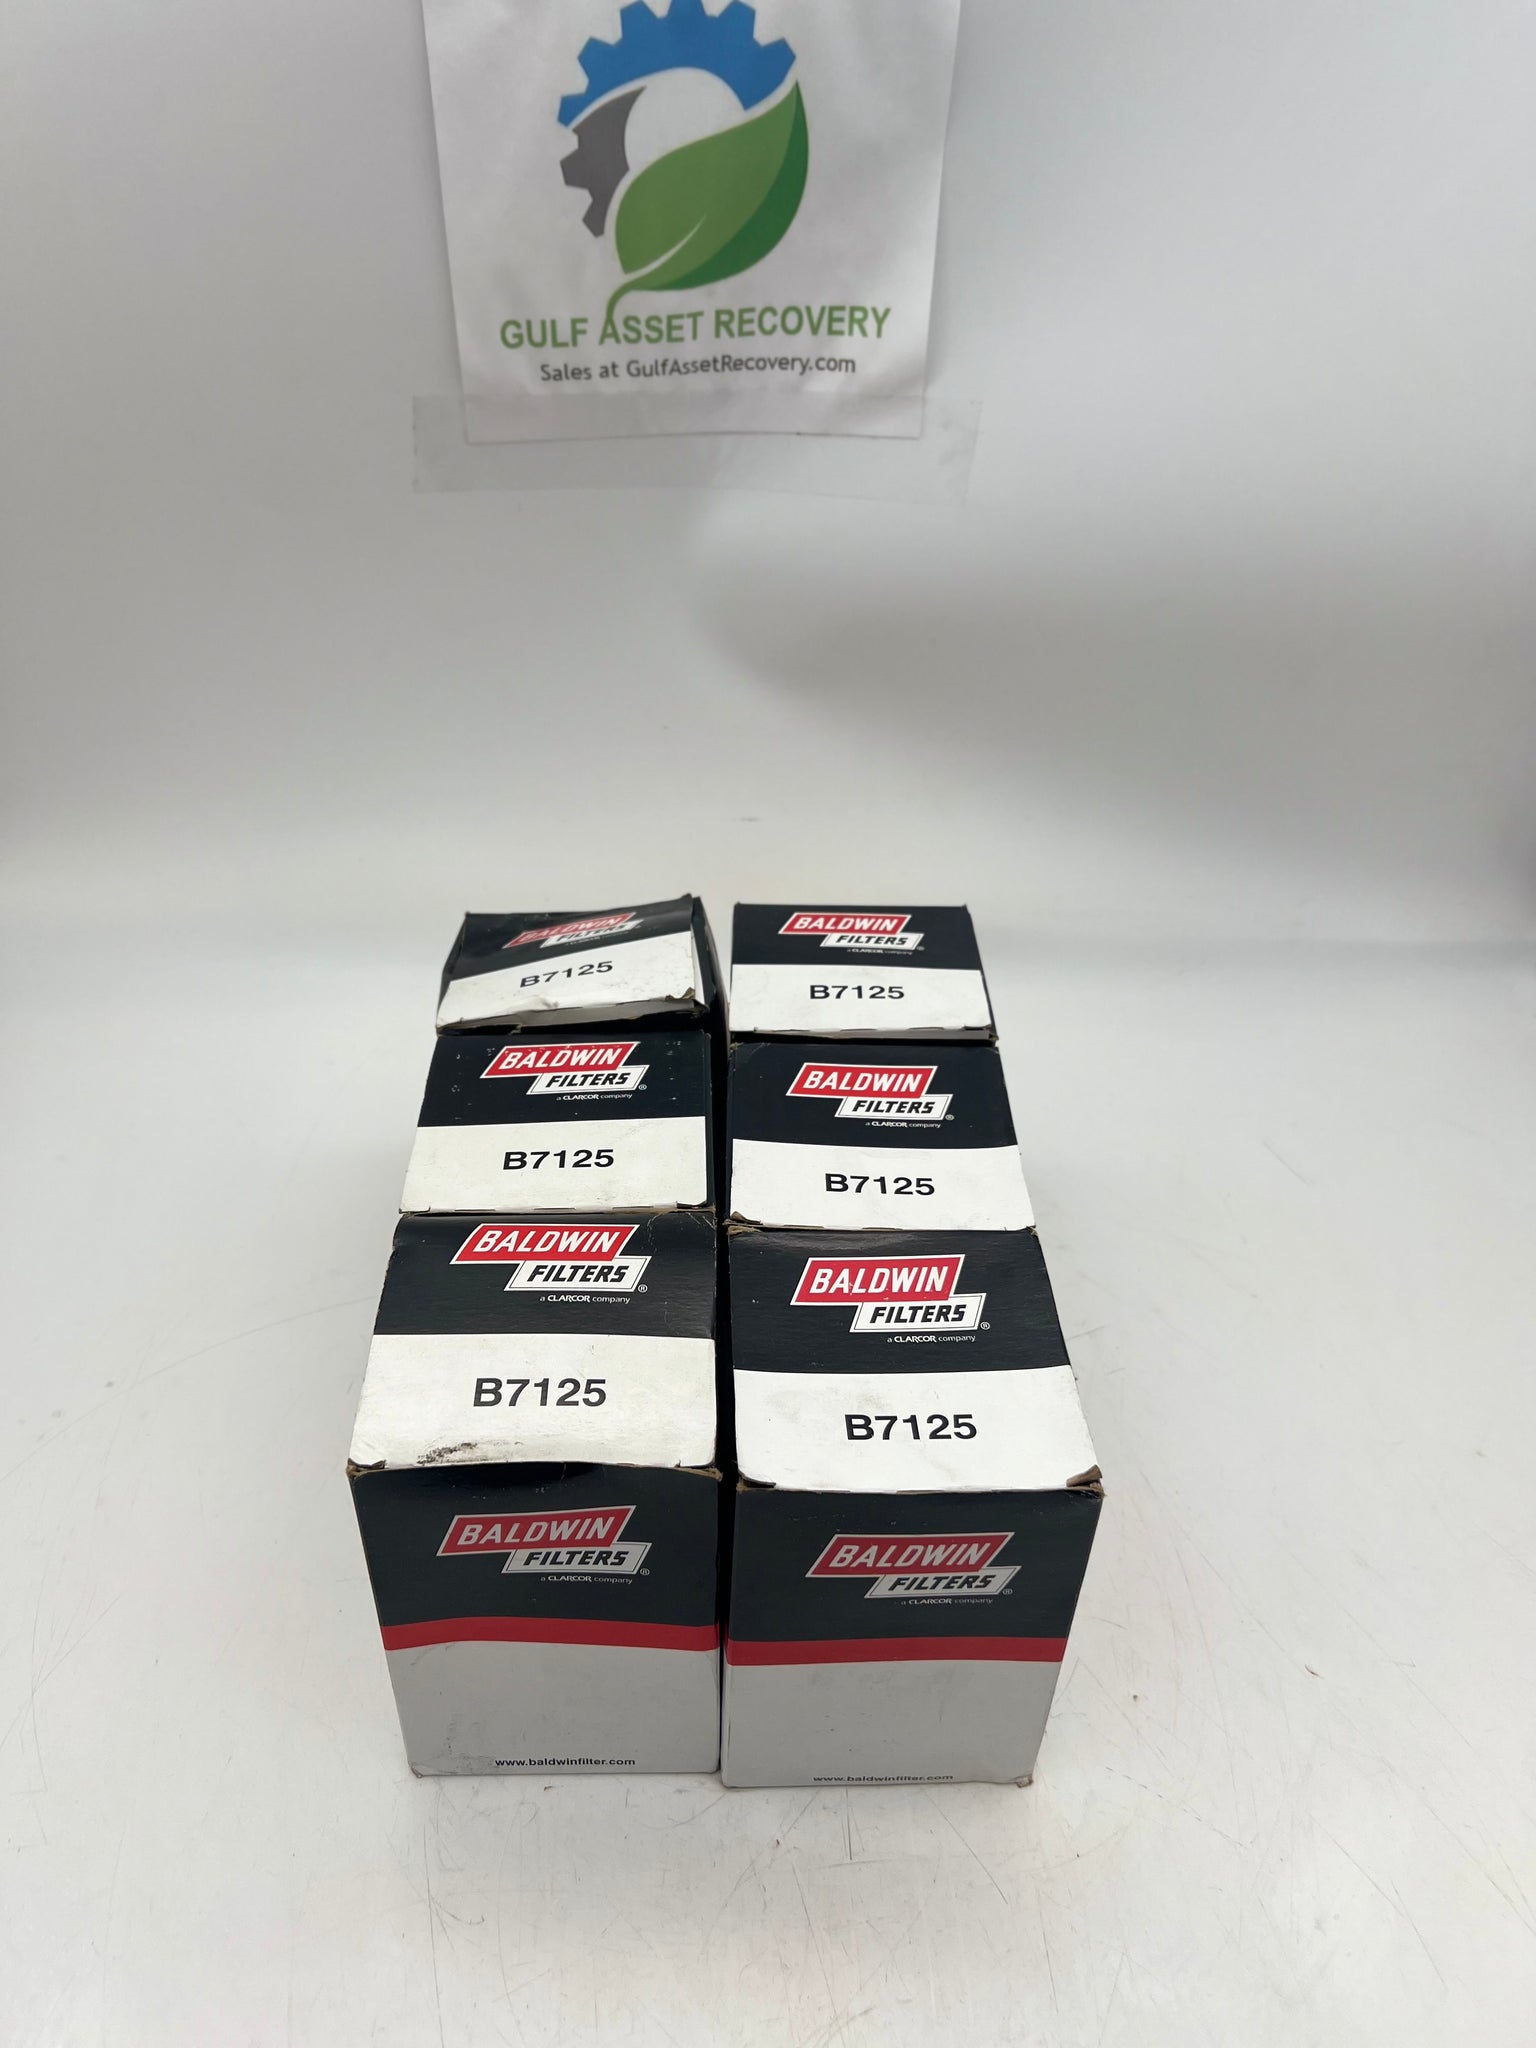 GULF ASSET RECOVERY
Sales at GulfAssetRecovery.com
BALDWIN
FILTERS
a CLARCOR company
B7125
BALDWIN
FILTERS®
a CLARCOR company
B7125
BALDWIN
FILTERS®
a CLARCOR company
B7125
BALDWIN
FILTERS®
a CLARCOR company
B7125
BALDWIN
FILTERS®
a CLARCOR company
B7125
BALDWIN
FILTERS®
a CLARCOR company
B7125
BALDWIN
FILTERS®
a CLARCOR company
www.baldwinfilter.com
BALDWIN
FILTERS®
a CLARCOR company
www.baldwinfilter.com